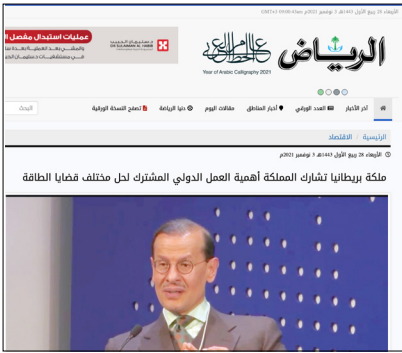 الأربعاء 28 ربيع الأول 1443هـ 3 نوفمبر 2021م
الرياض
عام الخط العربي
Year of Arabic Calligraphy 2021
DR SULAIMAN AL HABIB
عمليات استبدال مفصل
آخر الأخبار
العدد الورقي
أخبار المناطق
مقالات اليوم
دنيا الرياضة
تصفح النسخة الورقية
البحث
الرئيسية / الاقتصاد
الأربعاء 28 ربيع الأول 1443هـ 3 نوفمبر 2021م
ملكة بريطانيا تشارك المملكة أهمية العمل الدولي المشترك لحل مختلف قضايا الطاقة